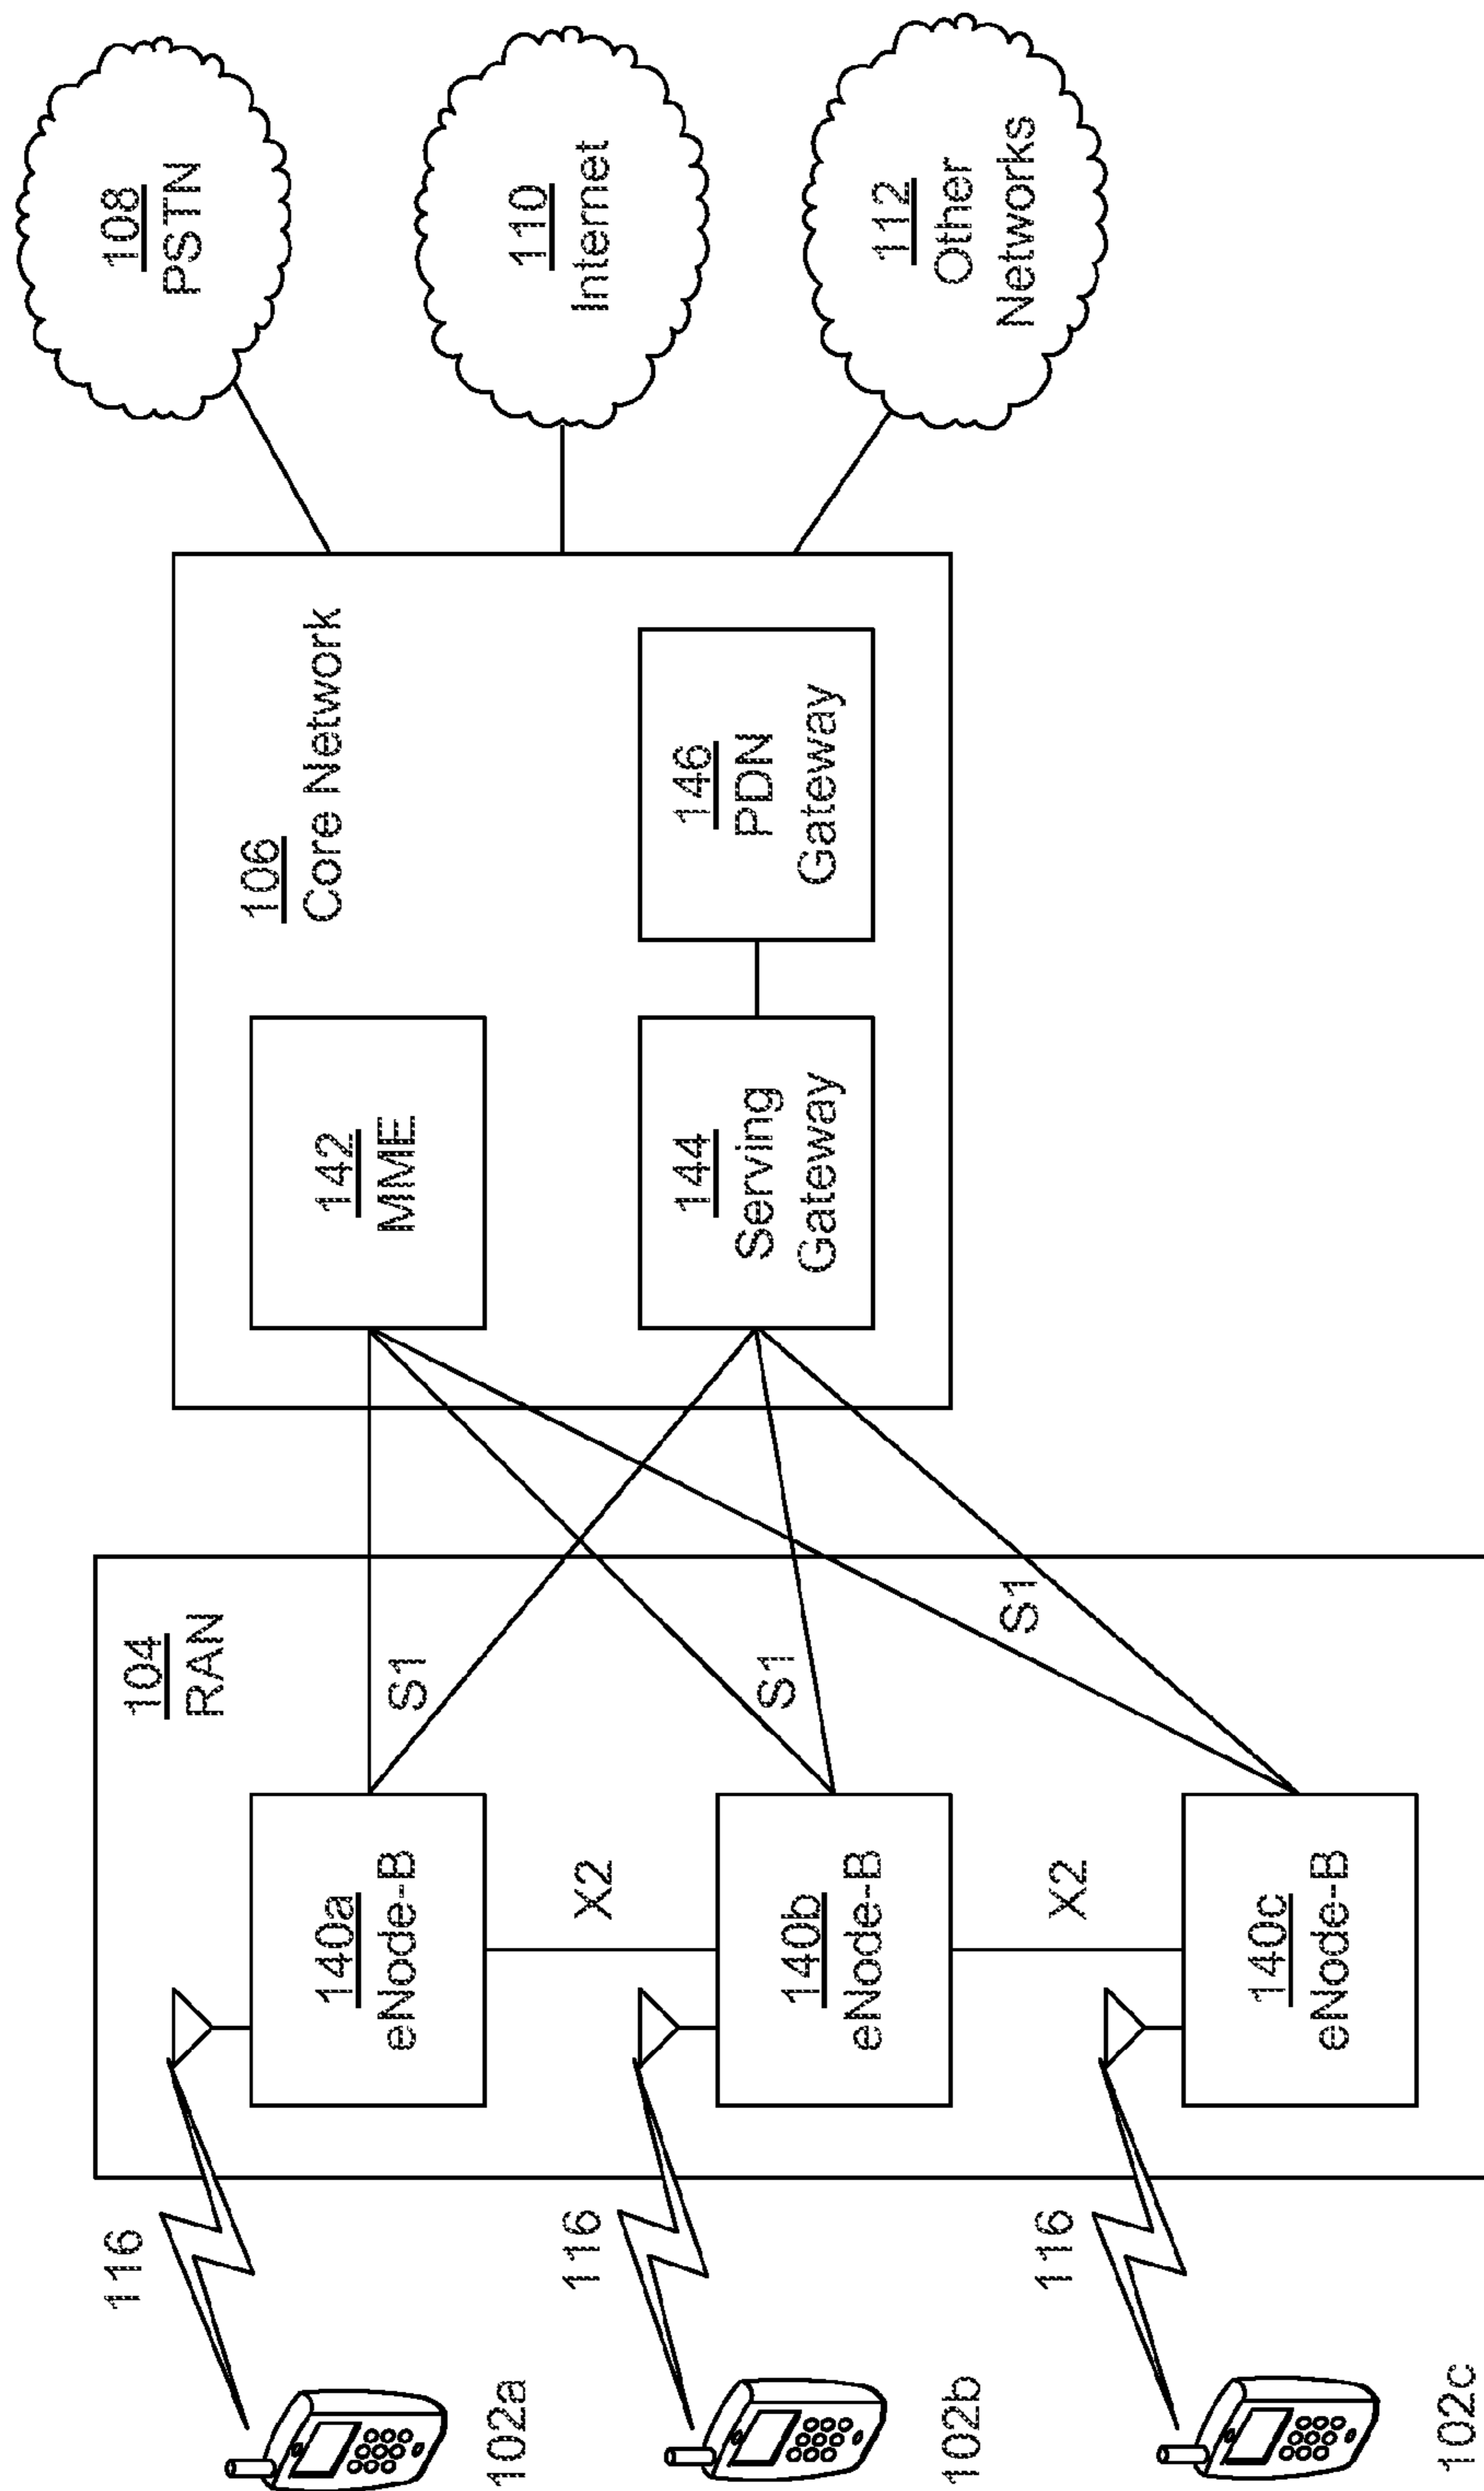 102a
102b
102c
116
116
116
104
RAN
140a
eNode-B
140b
eNode-B
140c
eNode-B
X2
X2
S1
S1
S1
106
Core Network
142
MME
144
Serving
Gateway
146
PDN
Gateway
108
PSTN
110
Internet
112
Other
Networks